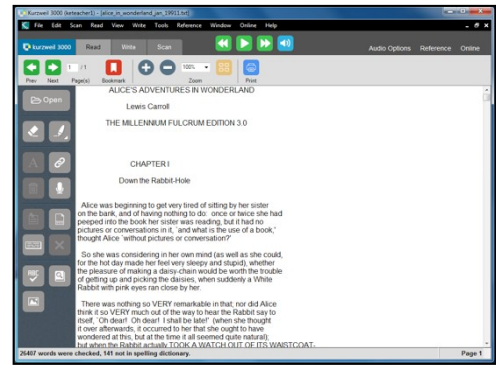 Kurzweil 3000 (keteacher1) - [alice_in_wonderland_jan_19911.txt]
File Edit Scan Read View Write Tools Reference Window Online Help
kurzweil 3000 Read Write Scan Audio Options Reference Online
1 /1 100%
Prev Next Page(s) Bookmark Zoom Print
Open
ALICE'S ADVENTURES IN WONDERLAND
Lewis Carroll
THE MILLENNIUM FULCRUM EDITION 3.0
CHAPTER I
Down the Rabbit-Hole
Alice was beginning to get very tired of sitting by her sister
on the bank, and of having nothing to do: once or twice she had
peeped into the book her sister was reading, but it had no
pictures or conversations in it, `and what is the use of a book,'
thought Alice `without pictures or conversation?'
So she was considering in her own mind (as well as she could,
for the hot day made her feel very sleepy and stupid), whether
the pleasure of making a daisy-chain would be worth the trouble
of getting up and picking the daisies, when suddenly a White
Rabbit with pink eyes ran close by her.
There was nothing so VERY remarkable in that; nor did Alice
think it so VERY much out of the way to hear the Rabbit say to
itself, `Oh dear! Oh dear! I shall be late!' (when she thought
it over afterwards, it occurred to her that she ought to have
wondered at this, but at the time it all seemed quite natural);
but when the Rabbit actually TOOK A WATCH OUT OF ITS WAISTCOAT-
26407 words were checked, 141 not in spelling dictionary. Page 1